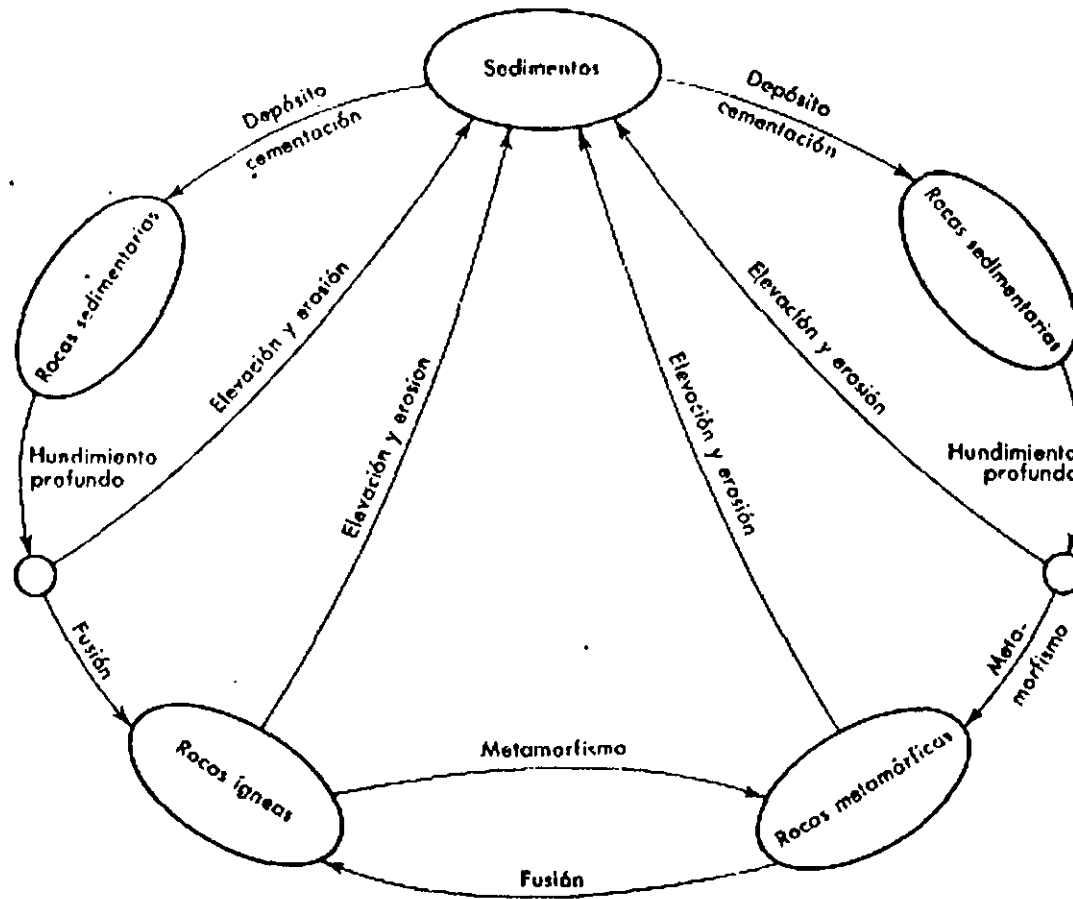 Sedimentos
Depósito
cementación
Depósito
cementación
Rocas sedimentarias
Rocas sedimentarias
Elevación y erosión
Elevación y erosión
Elevación y erosion
Elevación y erosión
Hundimiento
profundo
Hundimiento
profundo
Fusión
Meta-
morfismo
Rocas ígneas
Metamorfismo
Rocas metamórficas
Fusión